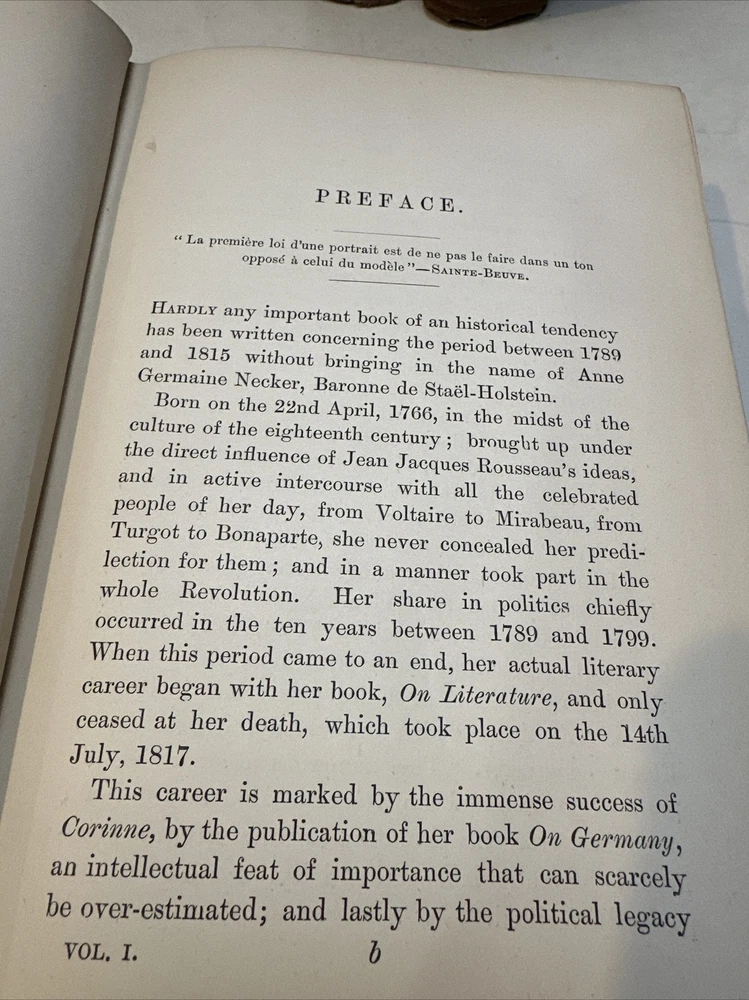 PREFACE.
“La première loi d'une portrait est de ne pas le faire dans un ton
opposé à celui du modèle”—SAINTE-BEUVE.
HARDLY any important book of an historical tendency
has been written concerning the period between 1789
and 1815 without bringing in the name of Anne
Germaine Necker, Baronne de Staël-Holstein.
Born on the 22nd April, 1766, in the midst of the
culture of the eighteenth century; brought up under
the direct influence of Jean Jacques Rousseau's ideas,
and in active intercourse with all the celebrated
people of her day, from Voltaire to Mirabeau, from
Turgot to Bonaparte, she never concealed her predi-
lection for them; and in a manner took part in the
whole Revolution. Her share in politics chiefly
occurred in the ten years between 1789 and 1799.
When this period came to an end, her actual literary
career began with her book, On Literature, and only
ceased at her death, which took place on the 14th
July, 1817.
This career is marked by the immense success of
Corinne, by the publication of her book On Germany,
an intellectual feat of importance that can scarcely
be over-estimated; and lastly by the political legacy
VOL. I. b